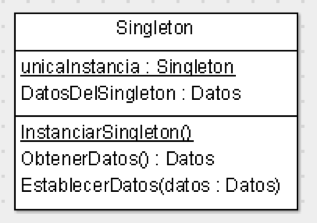 Singleton
unicaInstancia : Singleton
DatosDelSingleton : Datos
InstanciarSingleton()
ObtenerDatos() : Datos
EstablecerDatos(datos : Datos)